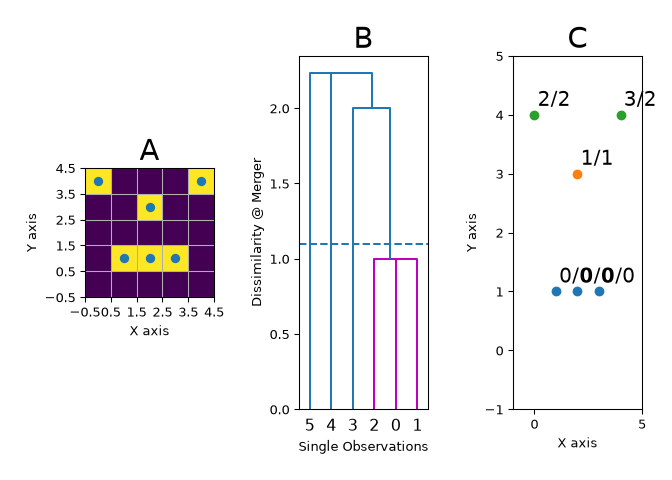 A
4.5
3.5
2.5
1.5
0.5
−0.5
Y axis
−0.5 0.5 1.5 2.5 3.5 4.5
X axis
B
2.0
1.5
1.0
0.5
0.0
Dissimilarity @ Merger
5 4 3 2 0 1
Single Observations
C
5
4
3
2
1
0
−1
Y axis
2/2
3/2
1/1
0/0/0/0
0 5
X axis